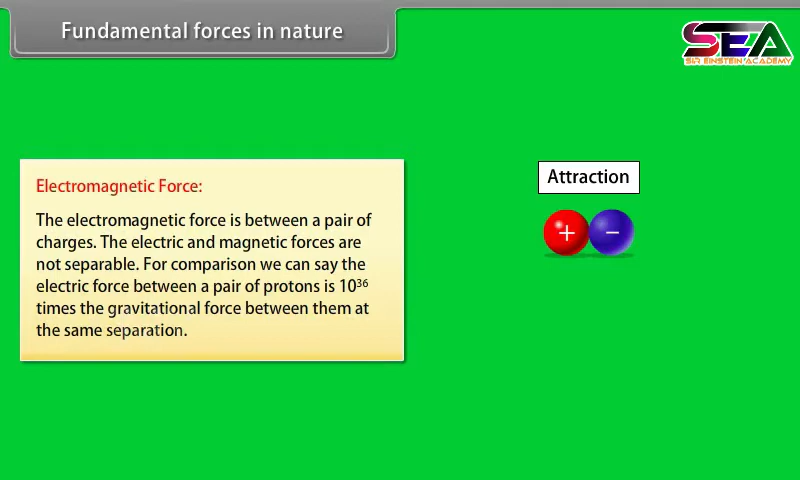 Fundamental forces in nature
SEA
SIR EINSTEIN ACADEMY
Electromagnetic Force:
The electromagnetic force is between a pair of
charges. The electric and magnetic forces are
not separable. For comparison we can say the
electric force between a pair of protons is 10³⁶
times the gravitational force between them at
the same separation.
Attraction
+ −